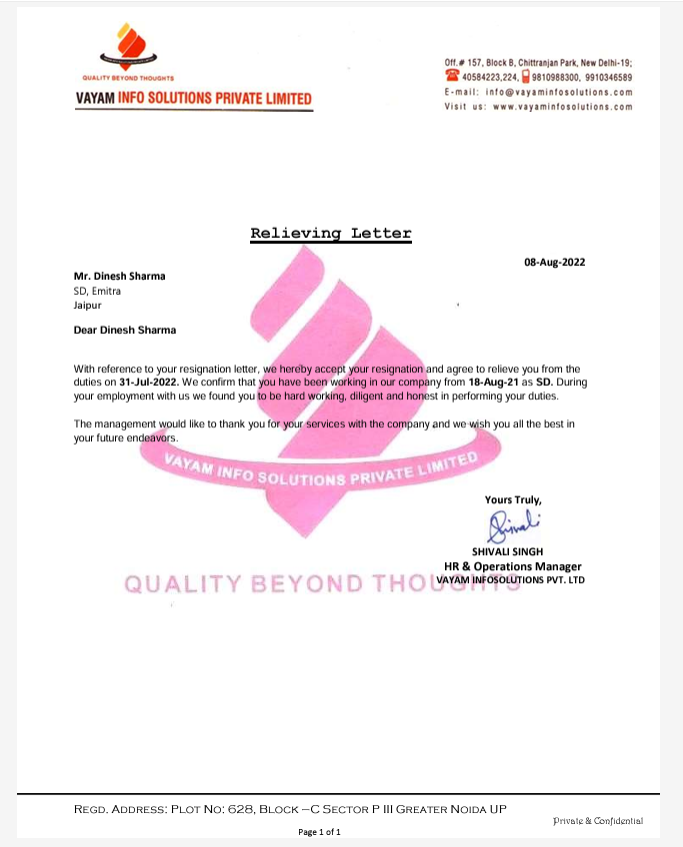 QUALITY BEYOND THOUGHTS
VAYAM INFO SOLUTIONS PRIVATE LIMITED
Off.# 157, Block B, Chittranjan Park, New Delhi-19;
40584223,224, 9810988300, 9910346589
E-mail: info@vayaminfosolutions.com
Visit us: www.vayaminfosolutions.com
Relieving Letter
08-Aug-2022
Mr. Dinesh Sharma
SD, Emitra
Jaipur
Dear Dinesh Sharma
With reference to your resignation letter, we hereby accept your resignation and agree to relieve you from the
duties on 31-Jul-2022. We confirm that you have been working in our company from 18-Aug-21 as SD. During
your employment with us we found you to be hard working, diligent and honest in performing your duties.
The management would like to thank you for your services with the company and we wish you all the best in
your future endeavors.
VAYAM INFO SOLUTIONS PRIVATE LIMITED
Yours Truly,
Shivali
SHIVALI SINGH
HR & Operations Manager
VAYAM INFOSOLUTIONS PVT. LTD
QUALITY BEYOND THOUGHTS
REGD. ADDRESS: PLOT NO: 628, BLOCK –C SECTOR P III GREATER NOIDA UP
Private & Confidential
Page 1 of 1